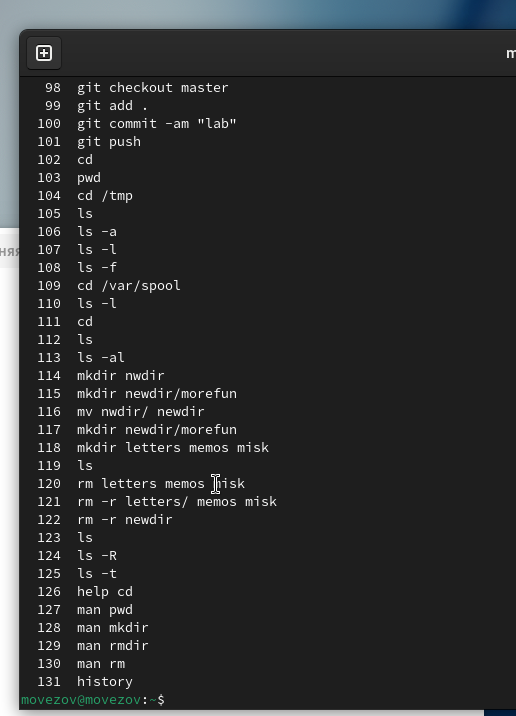 m
98 git checkout master
99 git add .
100 git commit -am "lab"
101 git push
102 cd
103 pwd
104 cd /tmp
105 ls
106 ls -a
107 ls -l
108 ls -f
109 cd /var/spool
110 ls -l
111 cd
112 ls
113 ls -al
114 mkdir nwdir
115 mkdir newdir/morefun
116 mv nwdir/ newdir
117 mkdir newdir/morefun
118 mkdir letters memos misk
119 ls
120 rm letters memos misk
121 rm -r letters/ memos misk
122 rm -r newdir
123 ls
124 ls -R
125 ls -t
126 help cd
127 man pwd
128 man mkdir
129 man rmdir
130 man rm
131 history
movezov@movezov:~$